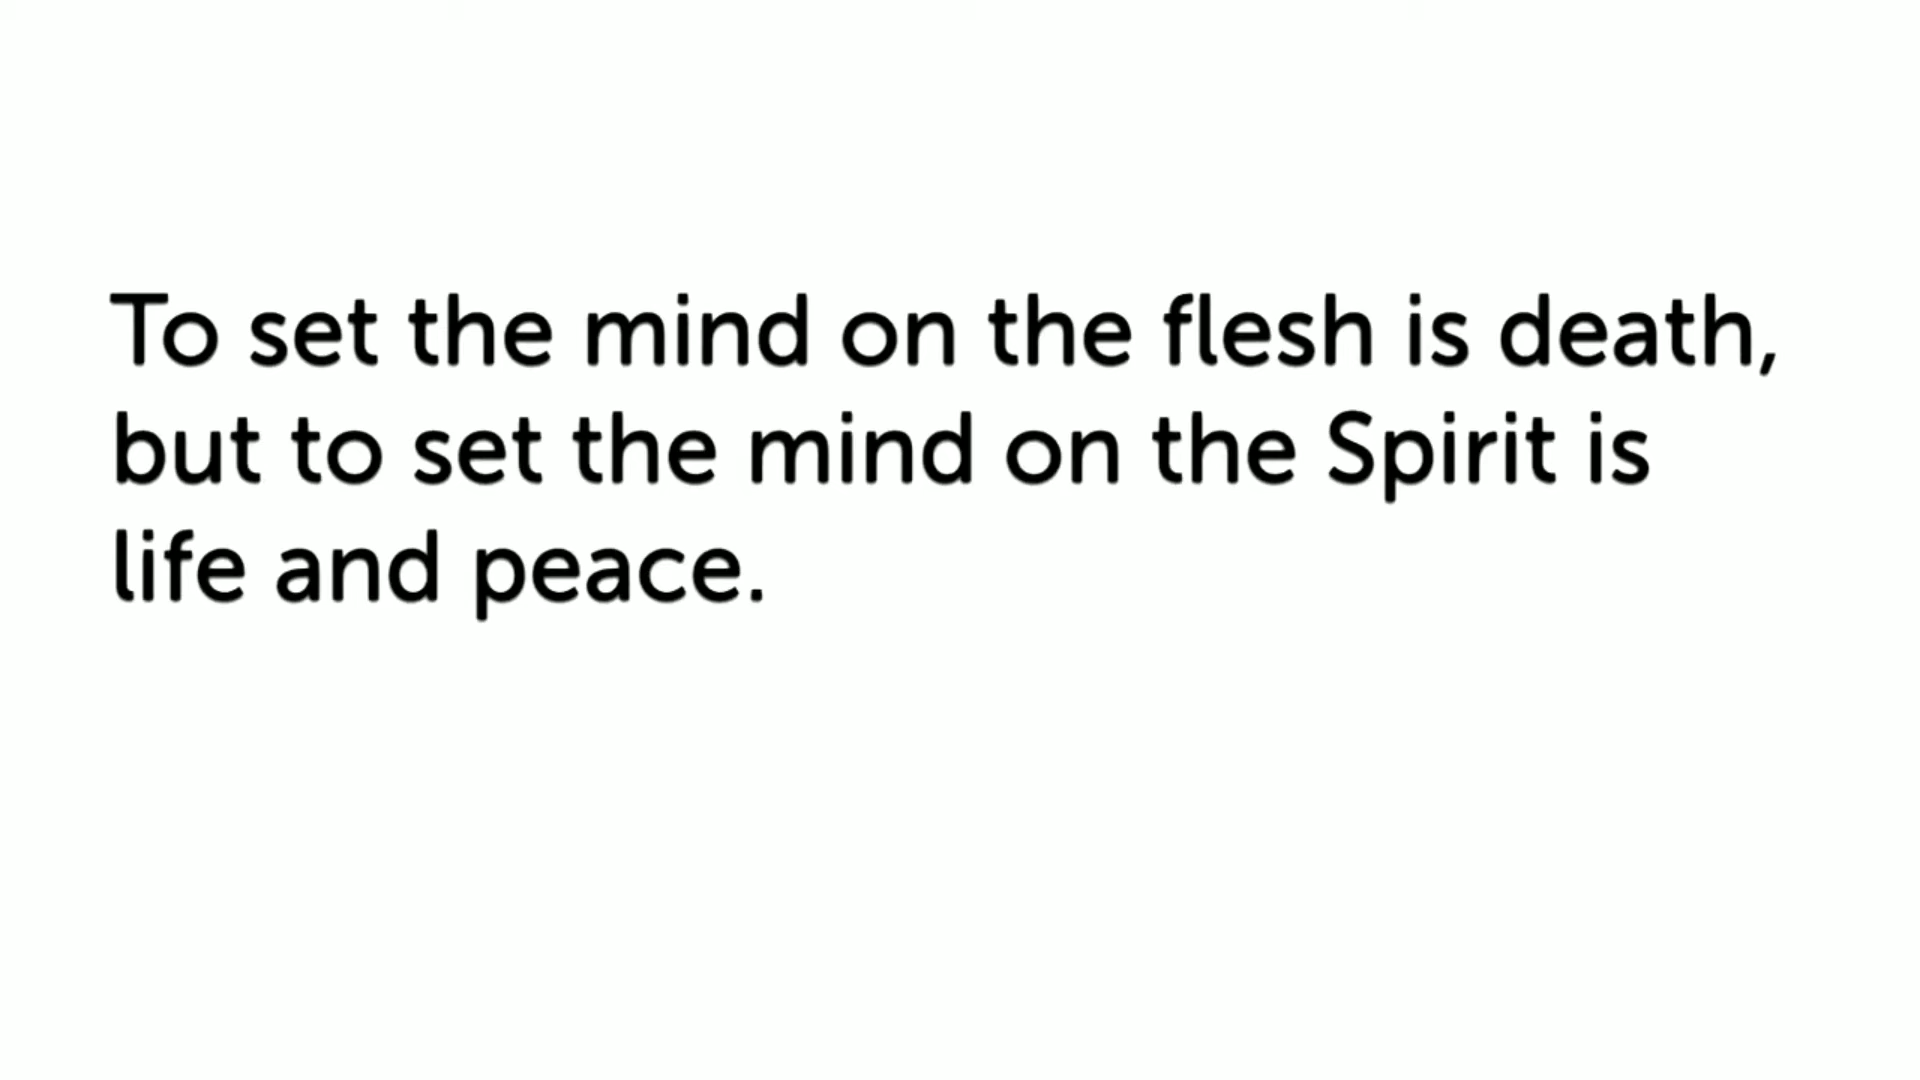 To set the mind on the flesh is death,
but to set the mind on the Spirit is
life and peace.